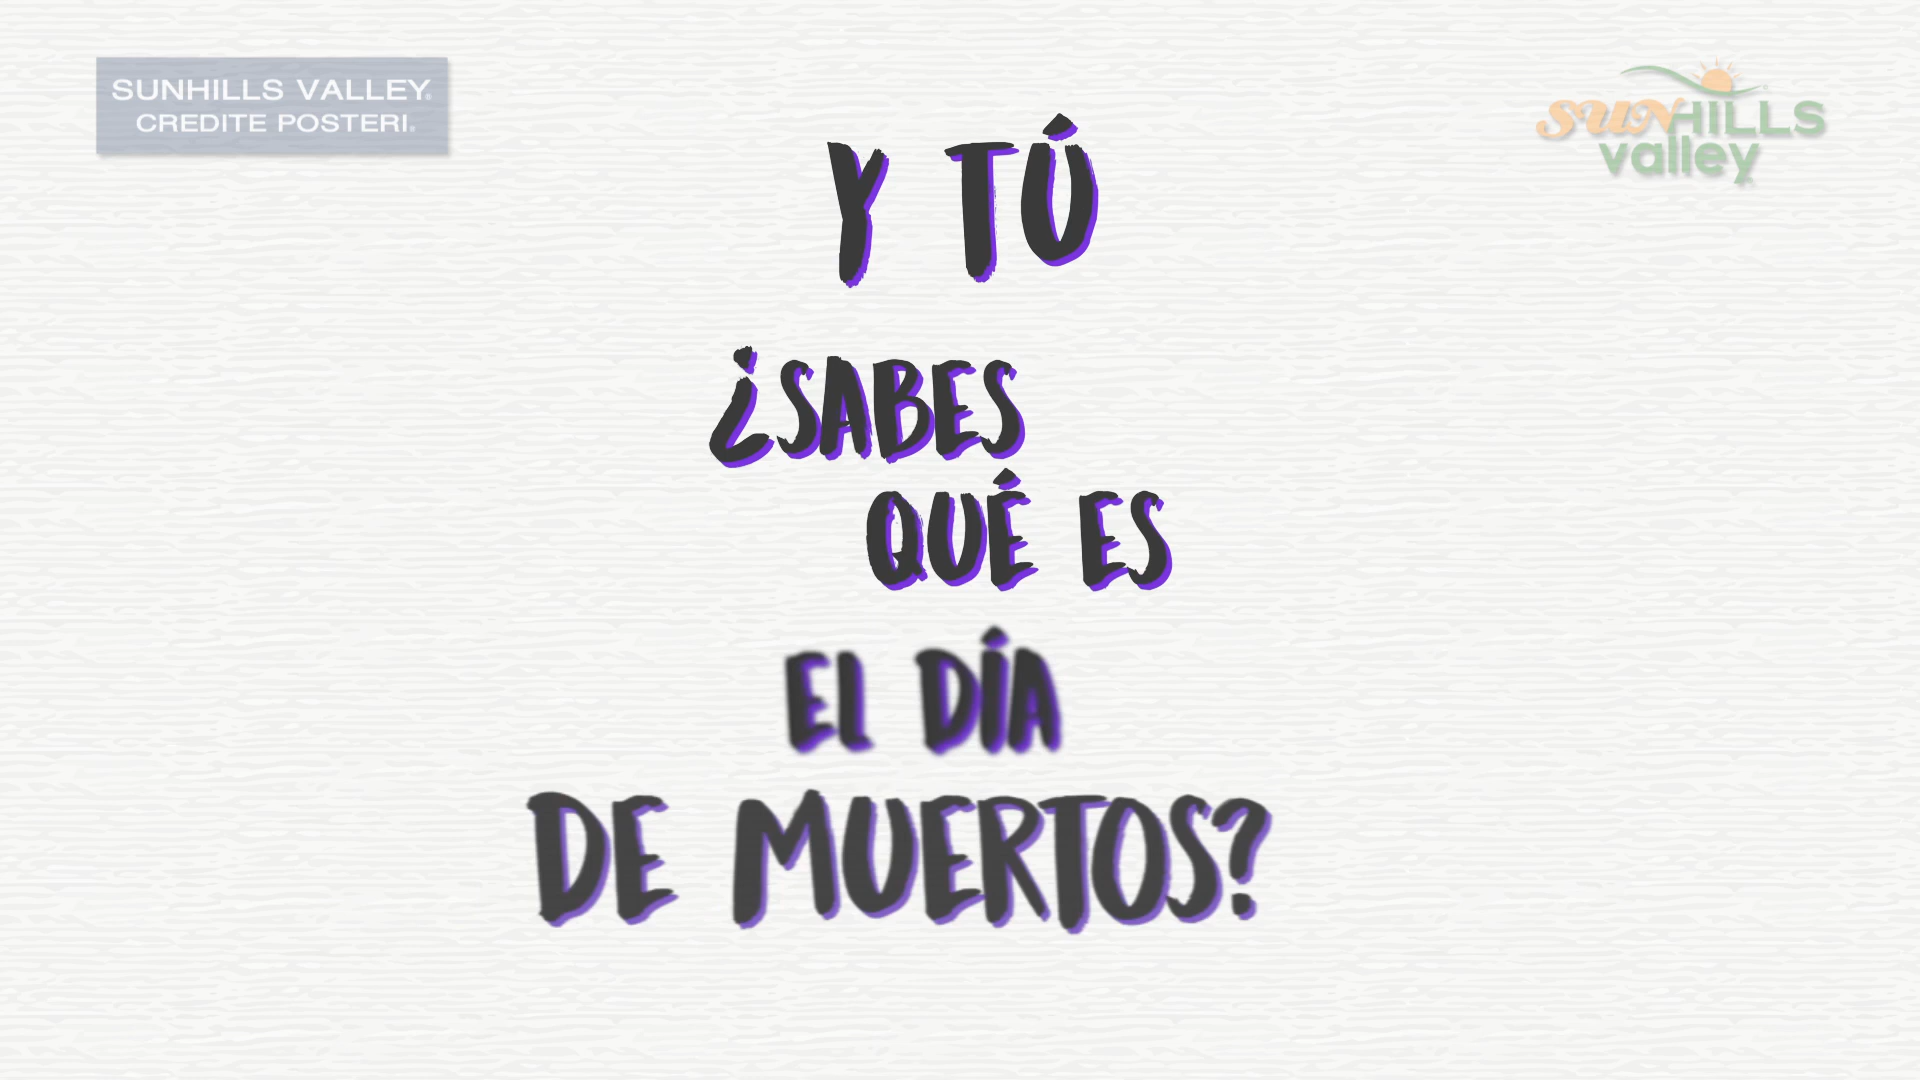 SUNHILLS VALLEY®
CREDITE POSTERI®
SUNHILLS
valley
Y TÚ
¿SABES
QUÉ ES
EL DÍA
DE MUERTOS?